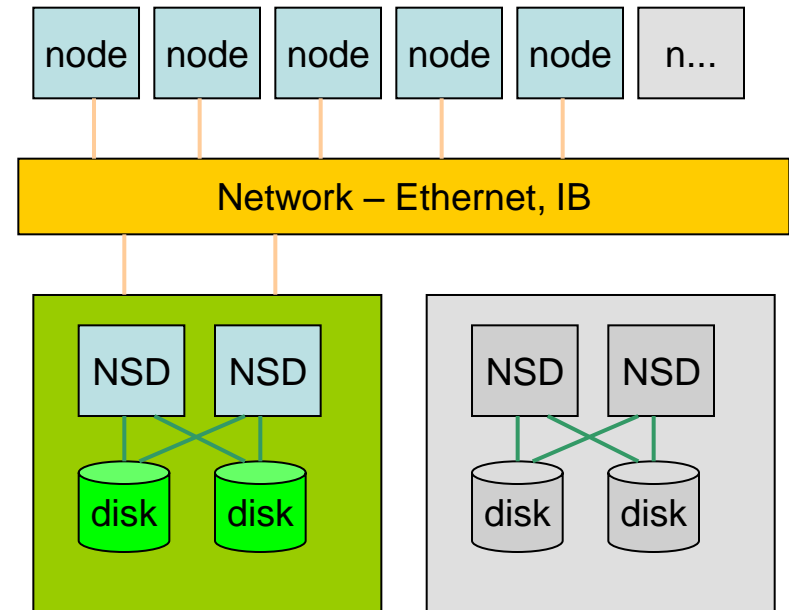 node node node node node n...
Network – Ethernet, IB
NSD NSD NSD NSD
disk disk disk disk